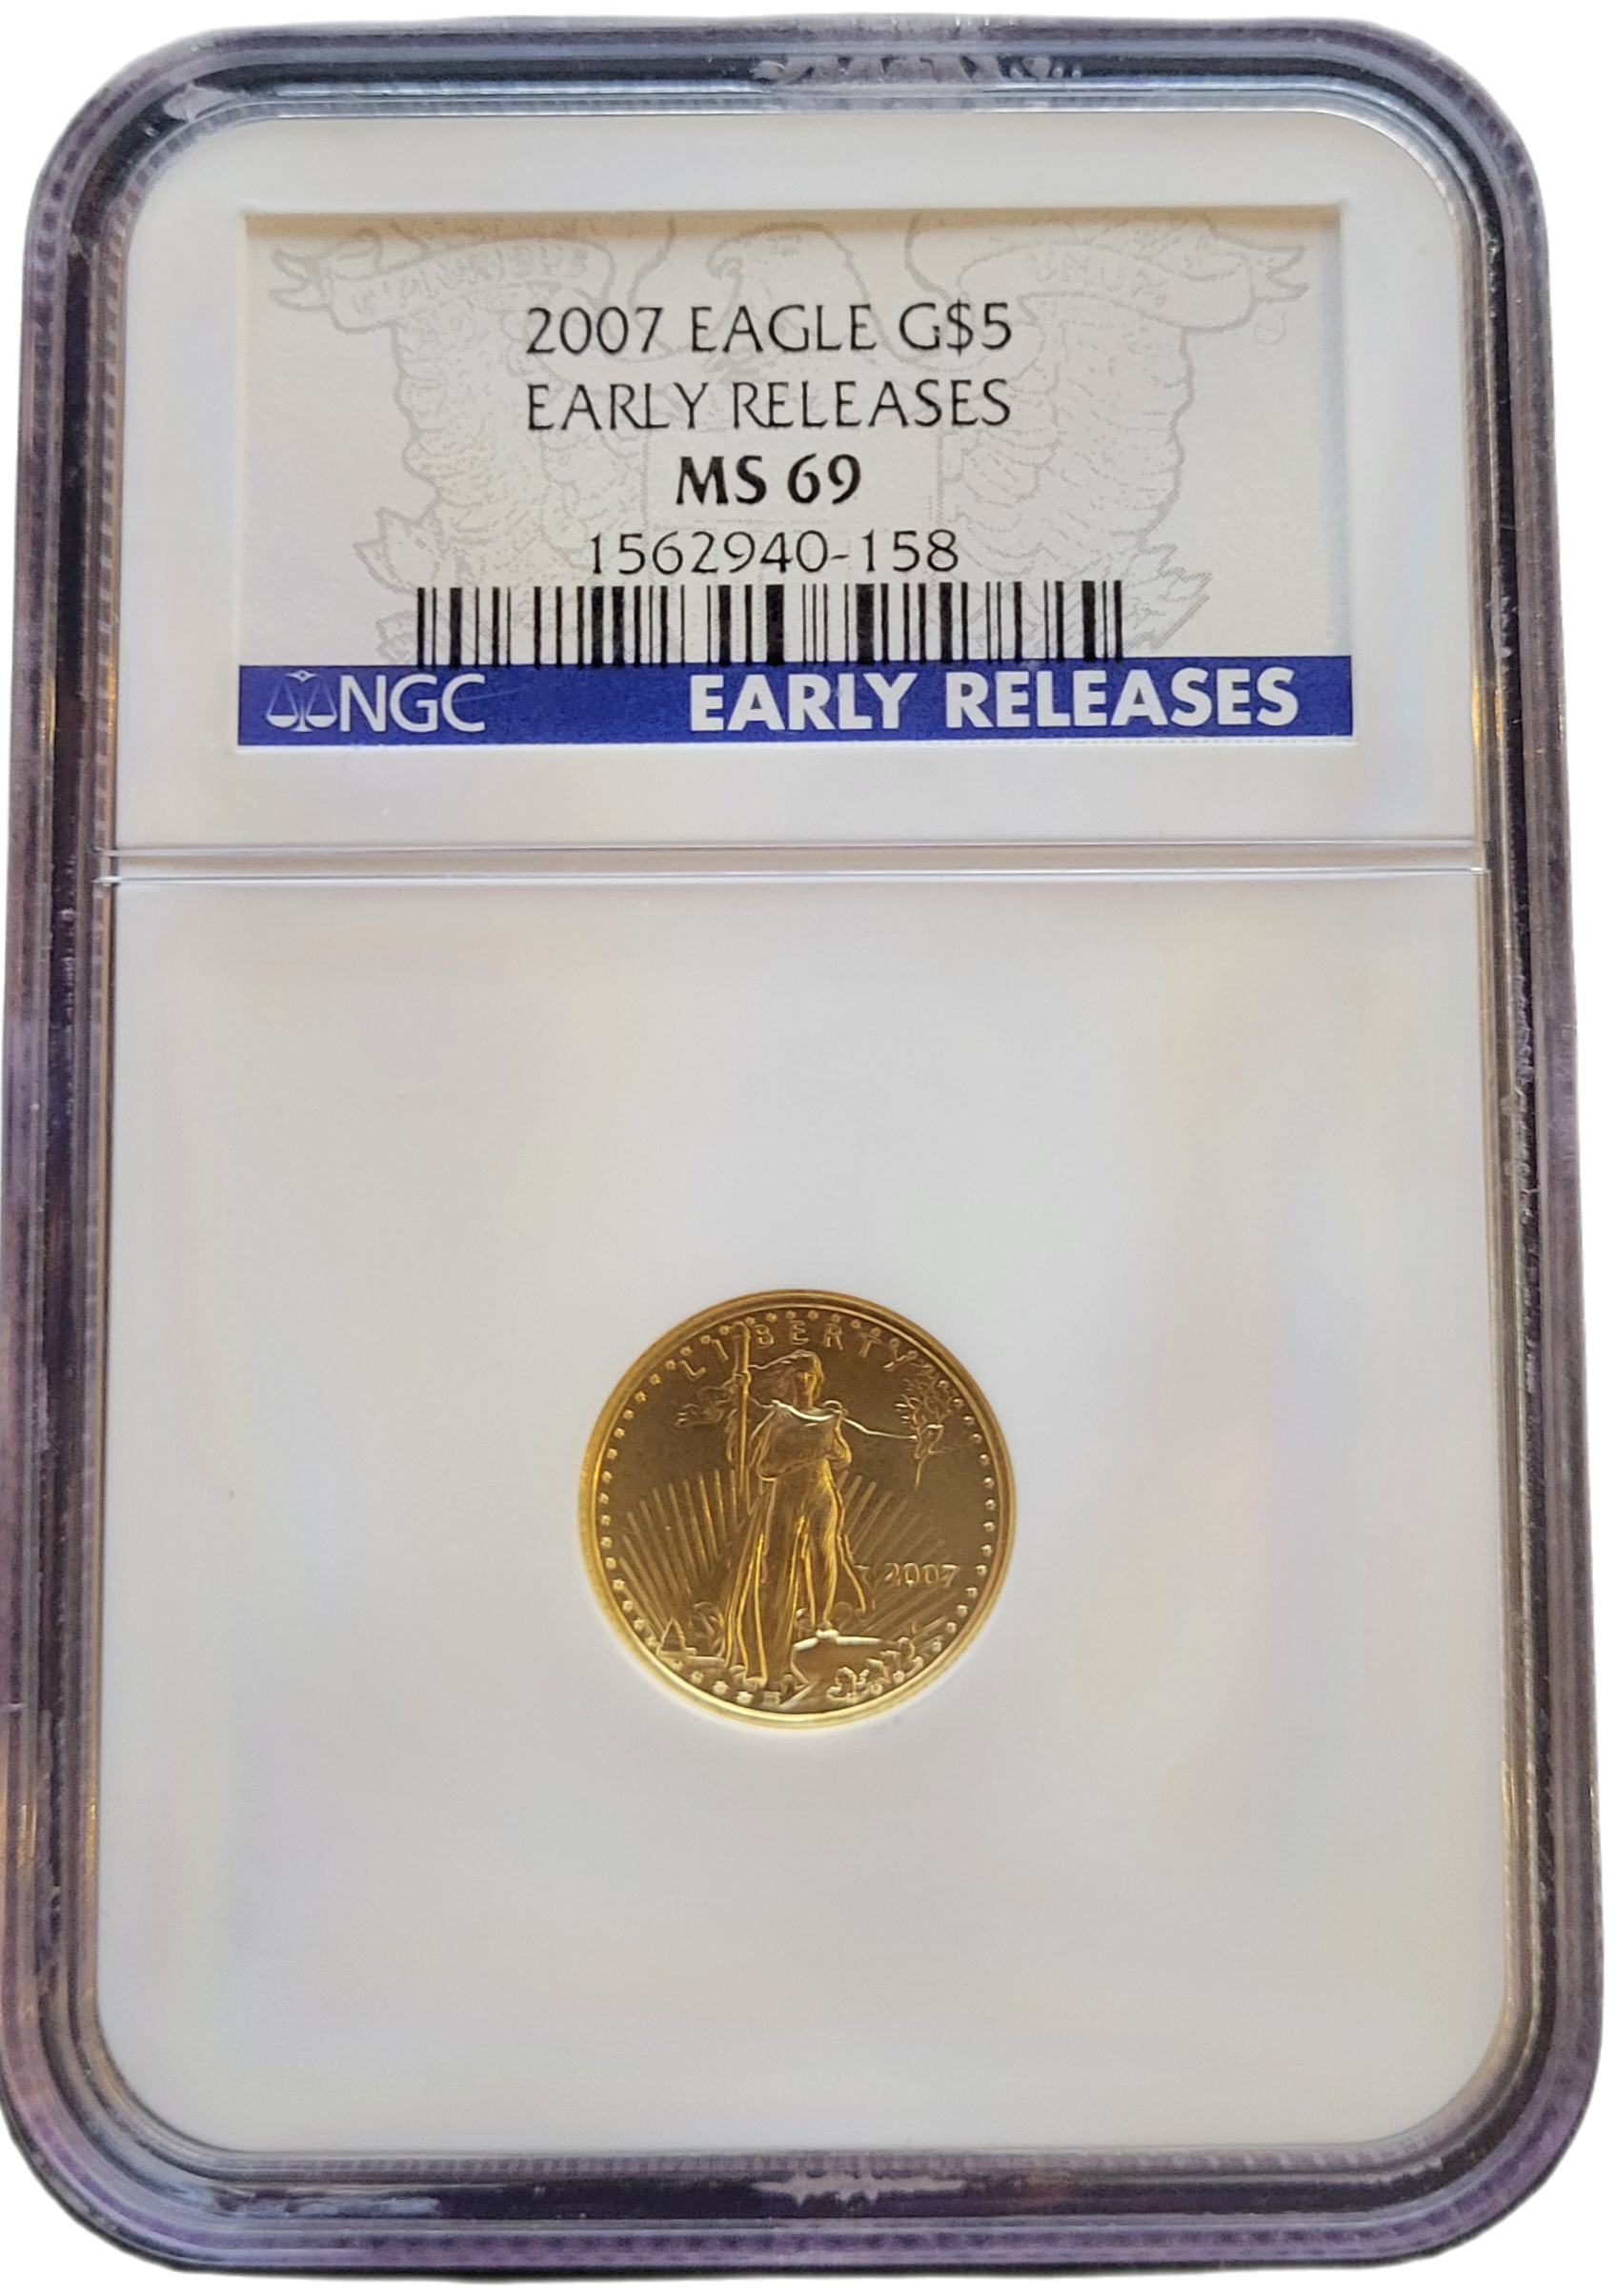 2007 EAGLE G$5
EARLY RELEASES
MS 69
1562940-158
NGC EARLY RELEASES
LIBERTY
2007